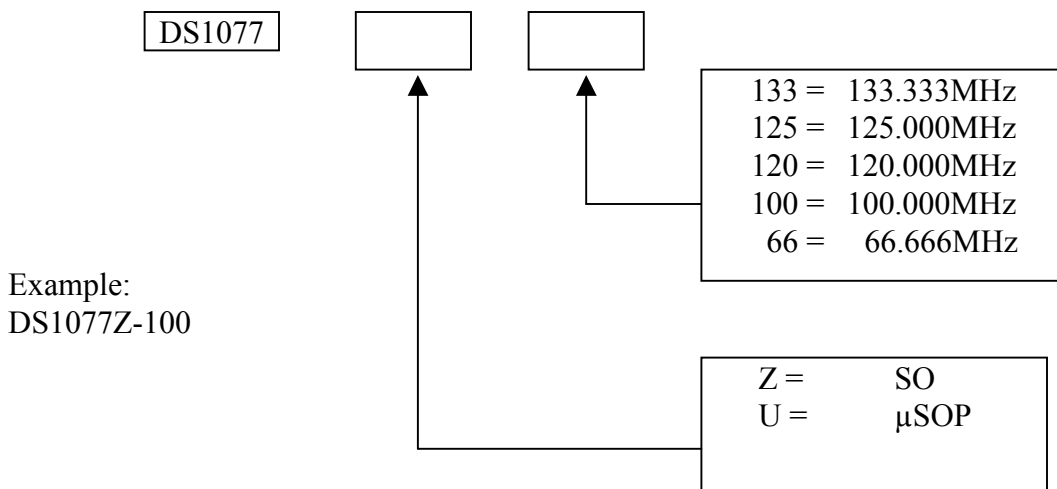 DS1077
133 = 133.333MHz
125 = 125.000MHz
120 = 120.000MHz
100 = 100.000MHz
66 = 66.666MHz
Example:
DS1077Z-100
Z = SO
U = µSOP